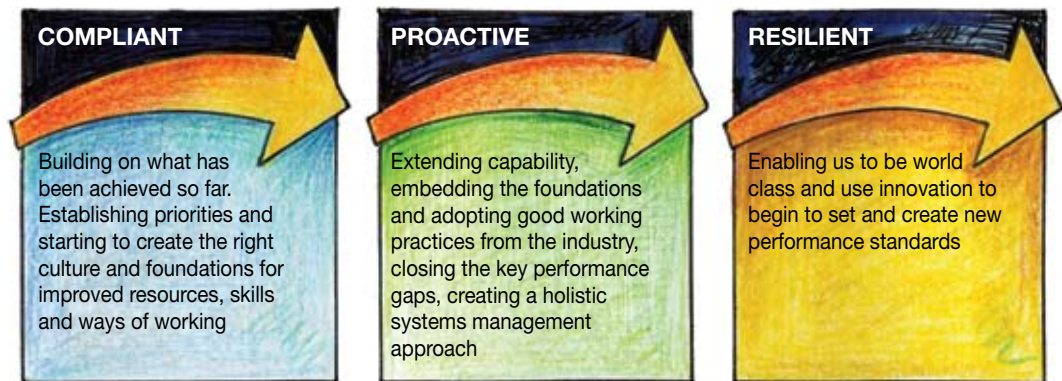 COMPLIANT
Building on what has
been achieved so far.
Establishing priorities and
starting to create the right
culture and foundations for
improved resources, skills
and ways of working
PROACTIVE
Extending capability,
embedding the foundations
and adopting good working
practices from the industry,
closing the key performance
gaps, creating a holistic
systems management
approach
RESILIENT
Enabling us to be world
class and use innovation to
begin to set and create new
performance standards